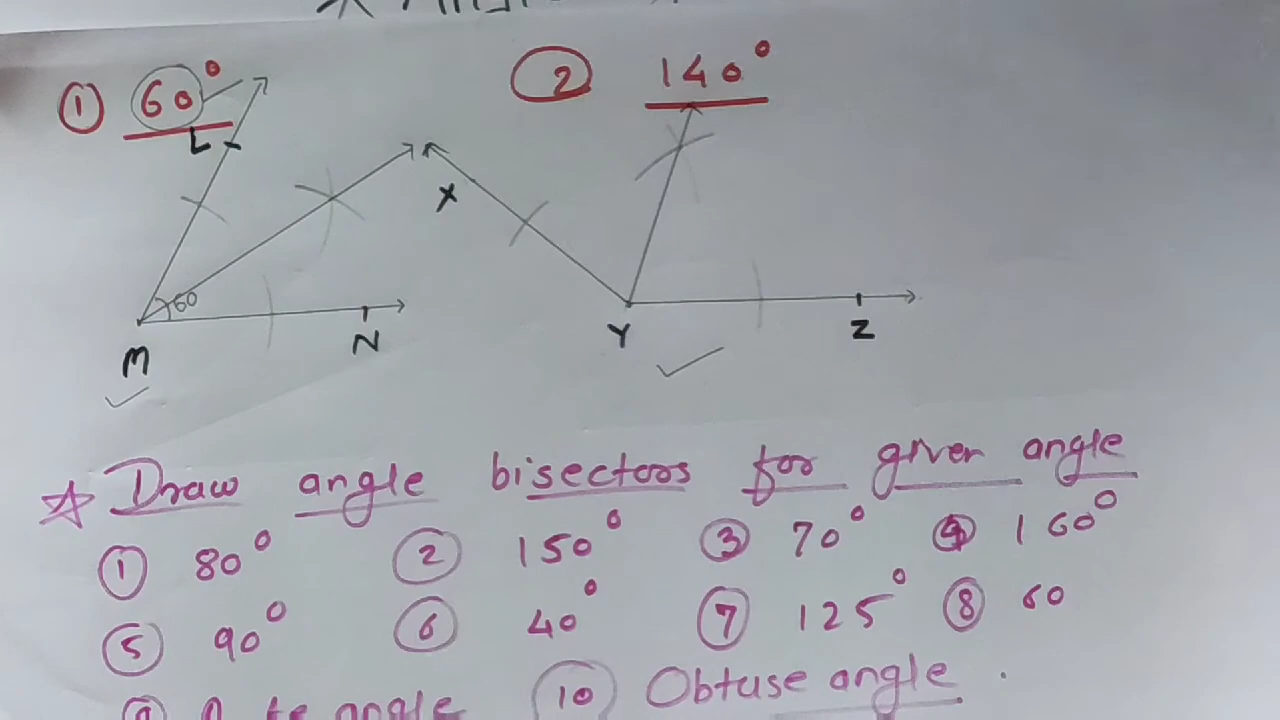 ① 60°
② 140°
L
X
60
M
N
Y
Z
☆ Draw angle bisectors for given angle
① 80° ② 150° ③ 70° ④ 160°
⑤ 90° ⑥ 40° ⑦ 125° ⑧ 60
angle ⑩ Obtuse angle.